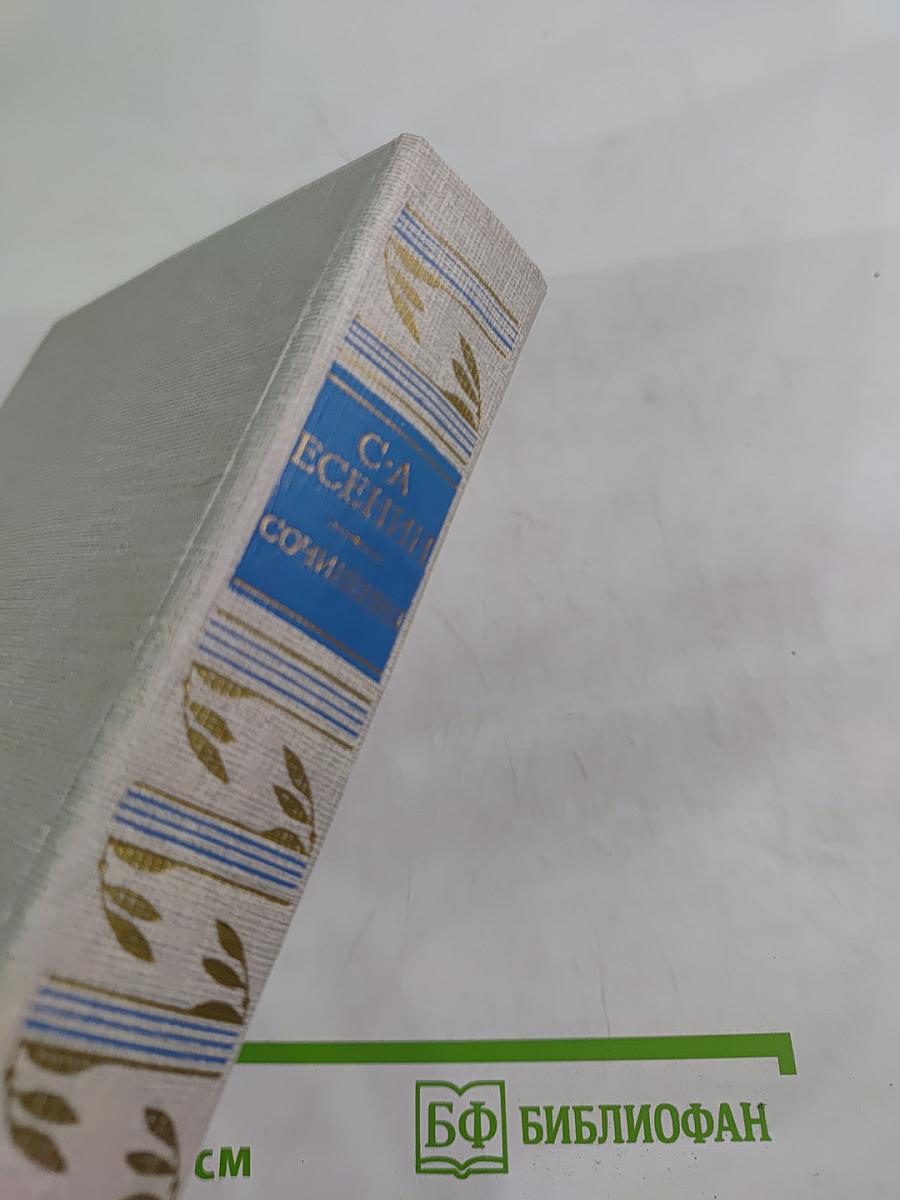 С·А
ЕСЕНИН
СОЧИНЕНИЯ
см
БФ БИБЛИОФАН